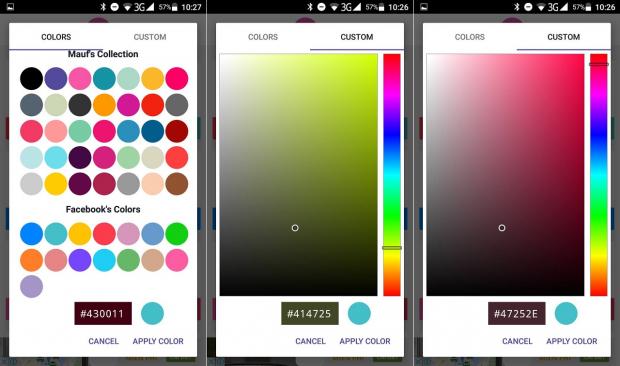 3G 57% 10:27
COLORS CUSTOM
Mauf's Collection
Facebook's Colors
#430011
CANCEL APPLY COLOR
3G 57% 10:26
COLORS CUSTOM
#414725
CANCEL APPLY COLOR
3G 57% 10:26
COLORS CUSTOM
#47252E
CANCEL APPLY COLOR